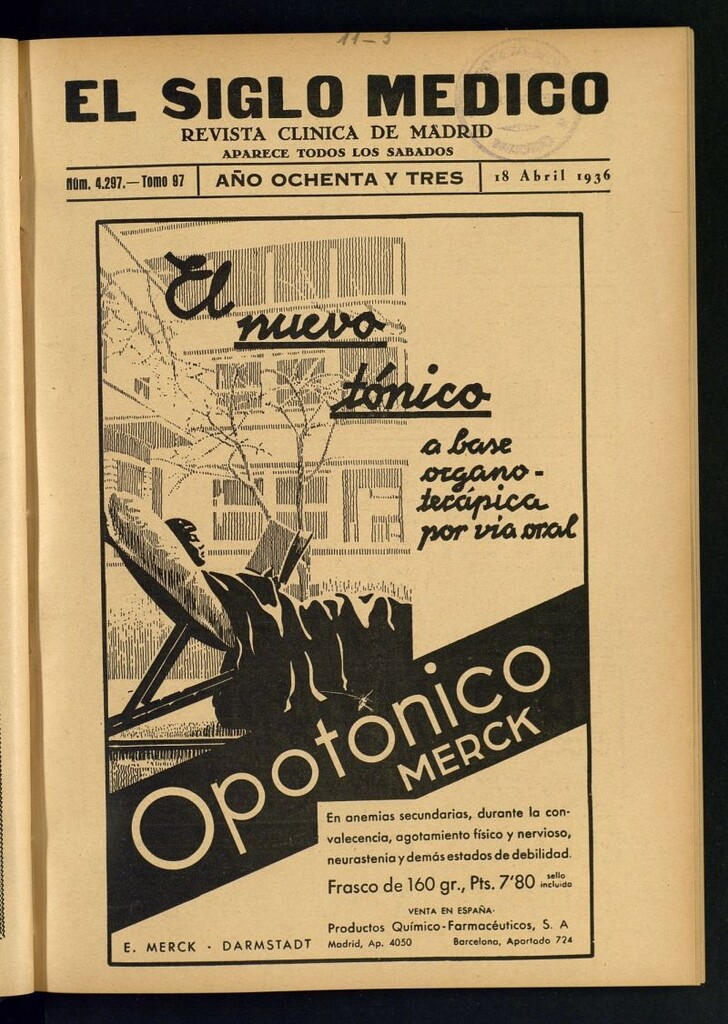 11-3
EL SIGLO MEDICO
REVISTA CLINICA DE MADRID
APARECE TODOS LOS SABADOS
Núm. 4.297.—Tomo 97
AÑO OCHENTA Y TRES
18 Abril 1936
El
nuevo
tónico
a base
organo-
terápica
por vía oral
Opotonico
MERCK
En anemias secundarias, durante la con-
valecencia, agotamiento físico y nervioso,
neurastenia y demás estados de debilidad.
Frasco de 160 gr., Pts. 7'80 sello incluido
VENTA EN ESPAÑA·
Productos Químico-Farmacéuticos, S. A
Madrid, Ap. 4050 Barcelona, Apartado 724
E. MERCK · DARMSTADT